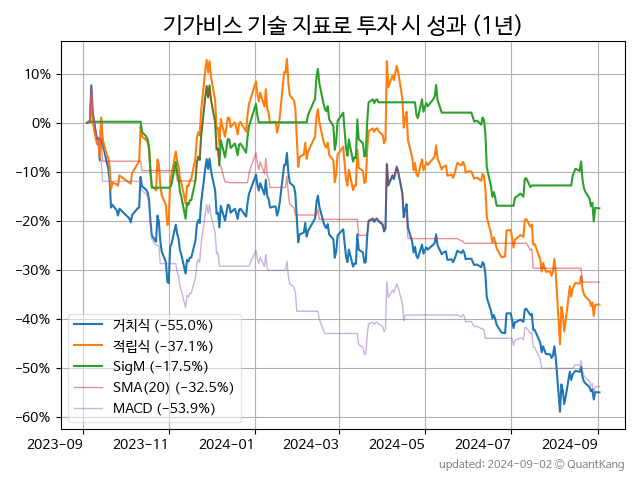 기가비스 기술 지표로 투자 시 성과 (1년)
10%
0%
−10%
−20%
−30%
−40%
−50%
−60%
거치식 (−55.0%)
적립식 (−37.1%)
SigM (−17.5%)
SMA(20) (−32.5%)
MACD (−53.9%)
2023-09
2023-11
2024-01
2024-03
2024-05
2024-07
2024-09
updated: 2024-09-02 © QuantKang